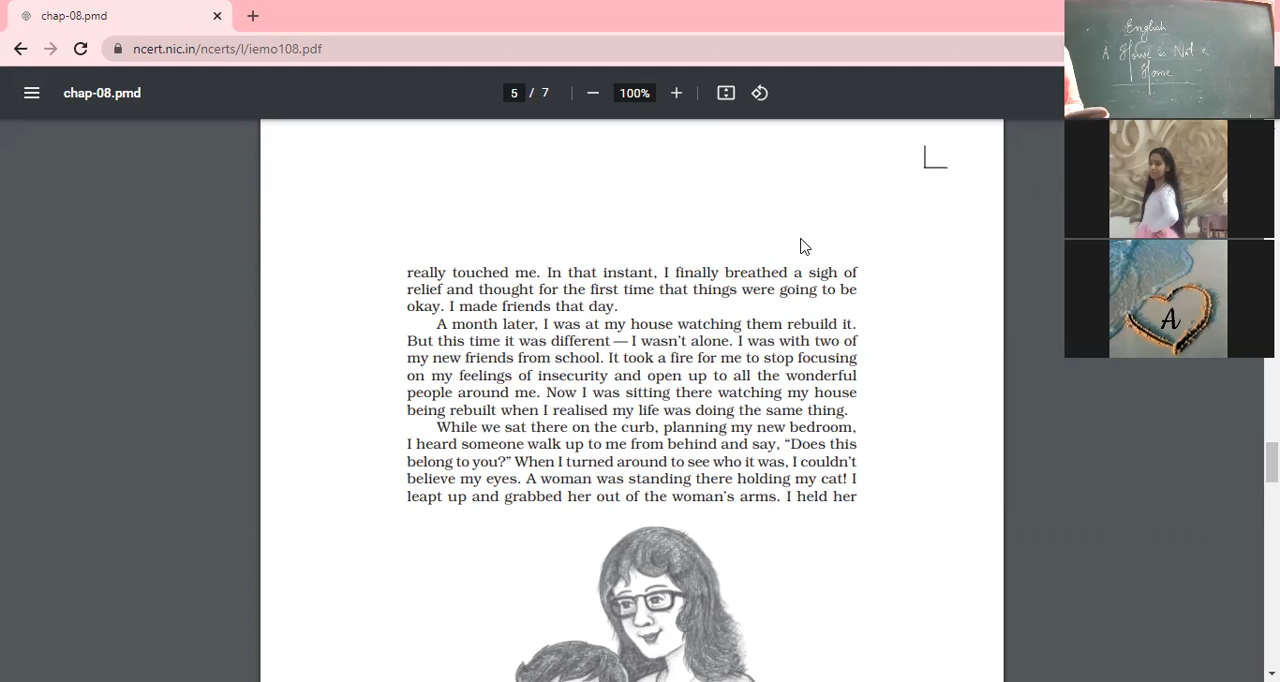 chap-08.pmd
ncert.nic.in/ncerts/l/iemo108.pdf
chap-08.pmd
5 / 7
100%
really touched me. In that instant, I finally breathed a sigh of
relief and thought for the first time that things were going to be
okay. I made friends that day.
A month later, I was at my house watching them rebuild it.
But this time it was different — I wasn't alone. I was with two of
my new friends from school. It took a fire for me to stop focusing
on my feelings of insecurity and open up to all the wonderful
people around me. Now I was sitting there watching my house
being rebuilt when I realised my life was doing the same thing.
While we sat there on the curb, planning my new bedroom,
I heard someone walk up to me from behind and say, “Does this
belong to you?” When I turned around to see who it was, I couldn't
believe my eyes. A woman was standing there holding my cat! I
leapt up and grabbed her out of the woman's arms. I held her
English
A House is Not a
Home
A